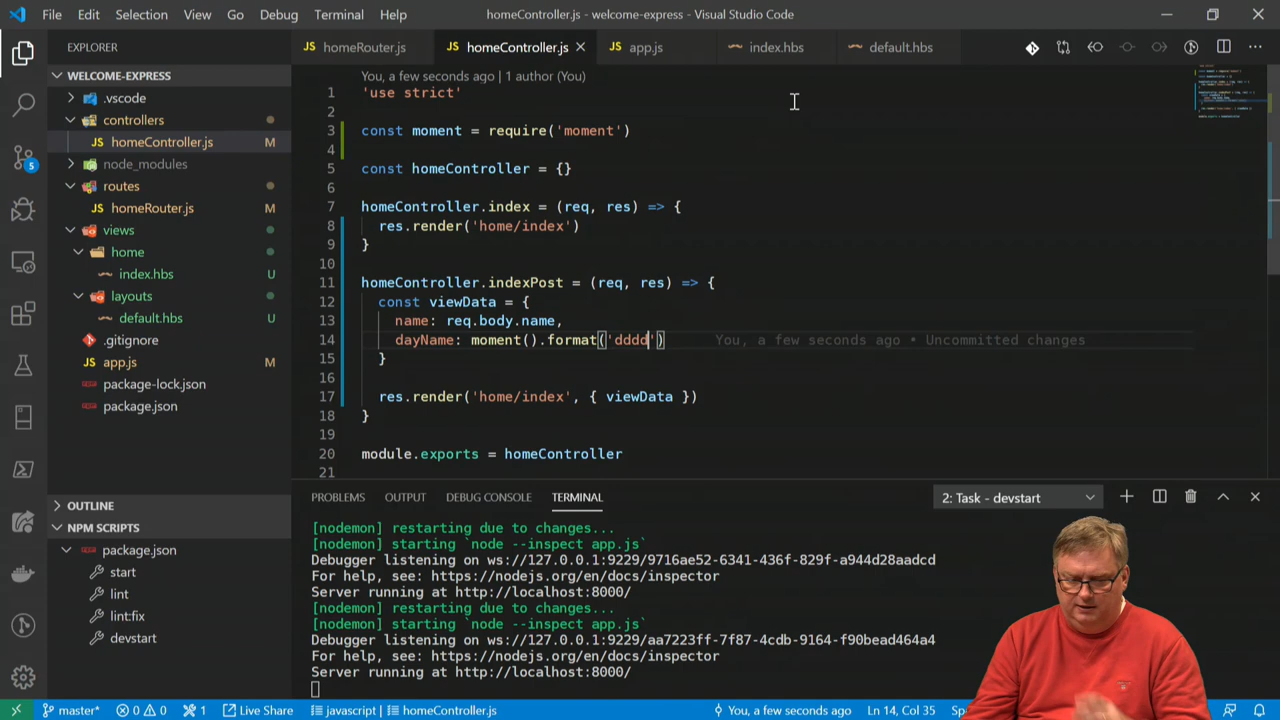 File Edit Selection View Go Debug Terminal Help
homeController.js - welcome-express - Visual Studio Code
EXPLORER
WELCOME-EXPRESS
.vscode
controllers
JS homeController.js M
node_modules
routes
JS homeRouter.js M
views
home
index.hbs U
layouts
default.hbs U
.gitignore
JS app.js M
package-lock.json
package.json
OUTLINE
NPM SCRIPTS
package.json
start
lint
lint:fix
devstart
5
JS homeRouter.js
JS homeController.js
JS app.js
index.hbs
default.hbs
You, a few seconds ago | 1 author (You)
1 'use strict'
2
3 const moment = require('moment')
4
5 const homeController = {}
6
7 homeController.index = (req, res) => {
8 res.render('home/index')
9 }
10
11 homeController.indexPost = (req, res) => {
12 const viewData = {
13 name: req.body.name,
14 dayName: moment().format('dddd') You, a few seconds ago • Uncommitted changes
15 }
16
17 res.render('home/index', { viewData })
18 }
19
20 module.exports = homeController
21
PROBLEMS OUTPUT DEBUG CONSOLE TERMINAL
2: Task - devstart
[nodemon] restarting due to changes...
[nodemon] starting `node --inspect app.js`
Debugger listening on ws://127.0.0.1:9229/9716ae52-6341-436f-829f-a944d28aadcd
For help, see: https://nodejs.org/en/docs/inspector
Server running at http://localhost:8000/
[nodemon] restarting due to changes...
[nodemon] starting `node --inspect app.js`
Debugger listening on ws://127.0.0.1:9229/aa7223ff-7f87-4cdb-9164-f90bead464a4
For help, see: https://nodejs.org/en/docs/inspector
Server running at http://localhost:8000/
master* 0 0 1 Live Share javascript | homeController.js You, a few seconds ago Ln 14, Col 35